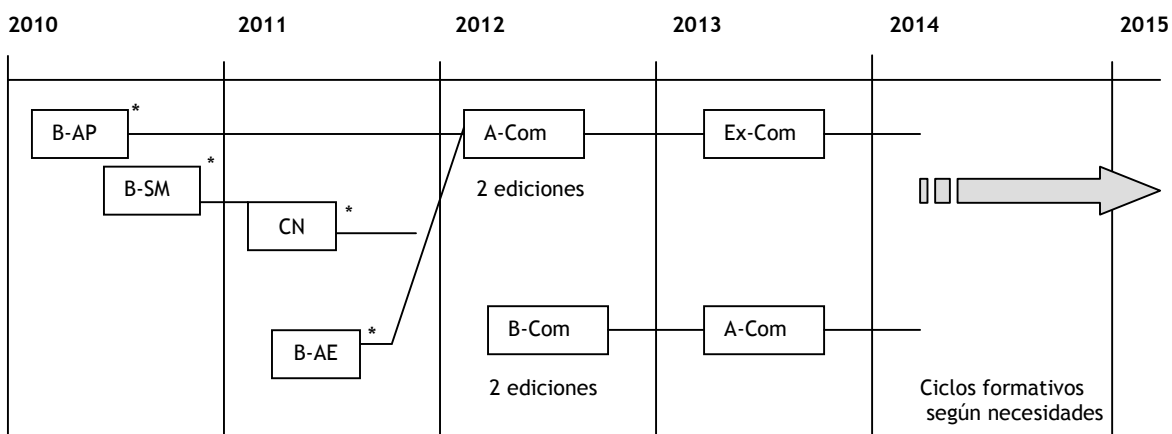 2010 2011 2012 2013 2014 2015
B-AP * A-Com Ex-Com
B-SM * 2 ediciones
CN *
B-AE * B-Com A-Com
2 ediciones Ciclos formativos
según necesidades